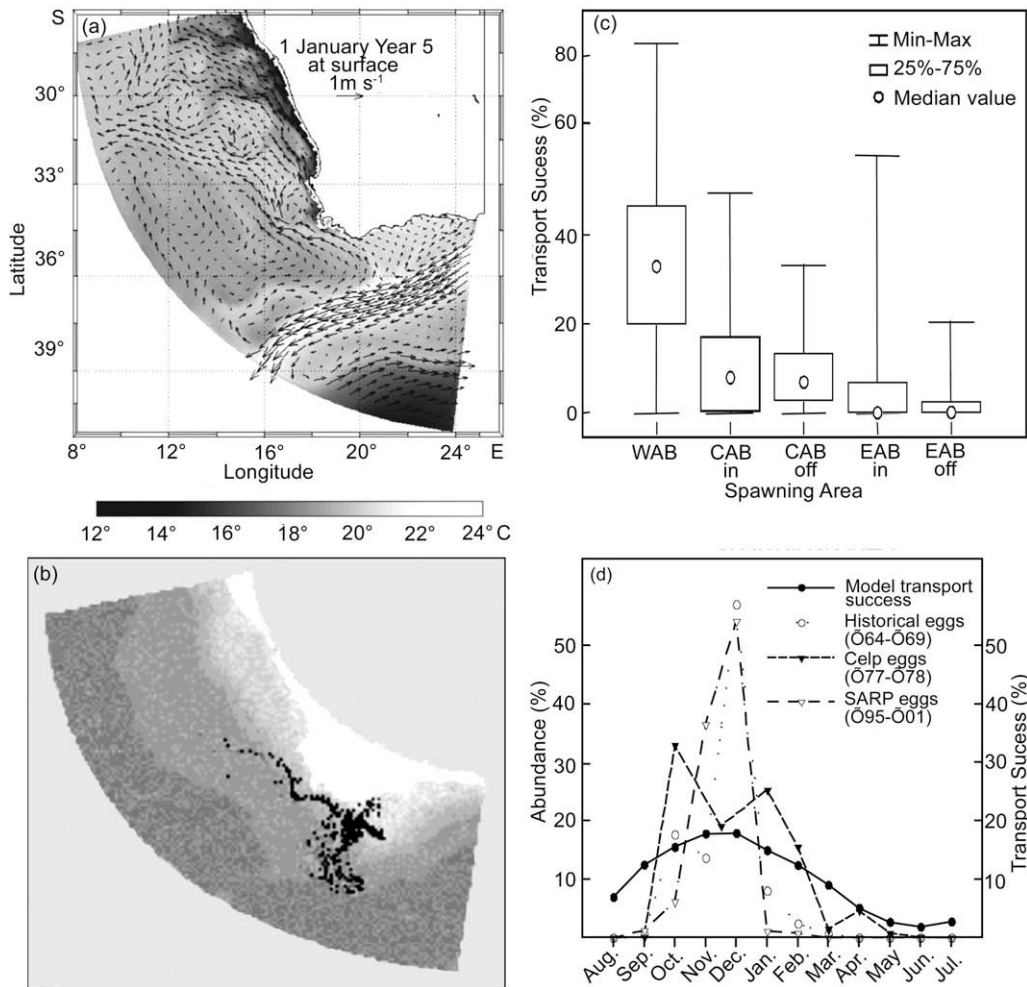 S
(a)
1 January Year 5
at surface
1m s⁻¹
30°
33°
36°
39°
Latitude
8°
12°
16°
20°
24° E
Longitude
12° 14° 16° 18° 20° 22° 24° C
(b)
(c)
Min-Max
25%-75%
Median value
80
60
40
20
0
Transport Sucess (%)
WAB
CAB in
CAB off
EAB in
EAB off
Spawning Area
(d)
Model transport
success
Historical eggs
(Õ64-Õ69)
Celp eggs
(Õ77-Õ78)
SARP eggs
(Õ95-Õ01)
50
40
30
20
10
Abundance (%)
50
40
30
20
10
Transport Sucess (%)
Aug. Sep. Oct. Nov. Dec. Jan. Feb. Mar. Apr. May Jun. Jul.